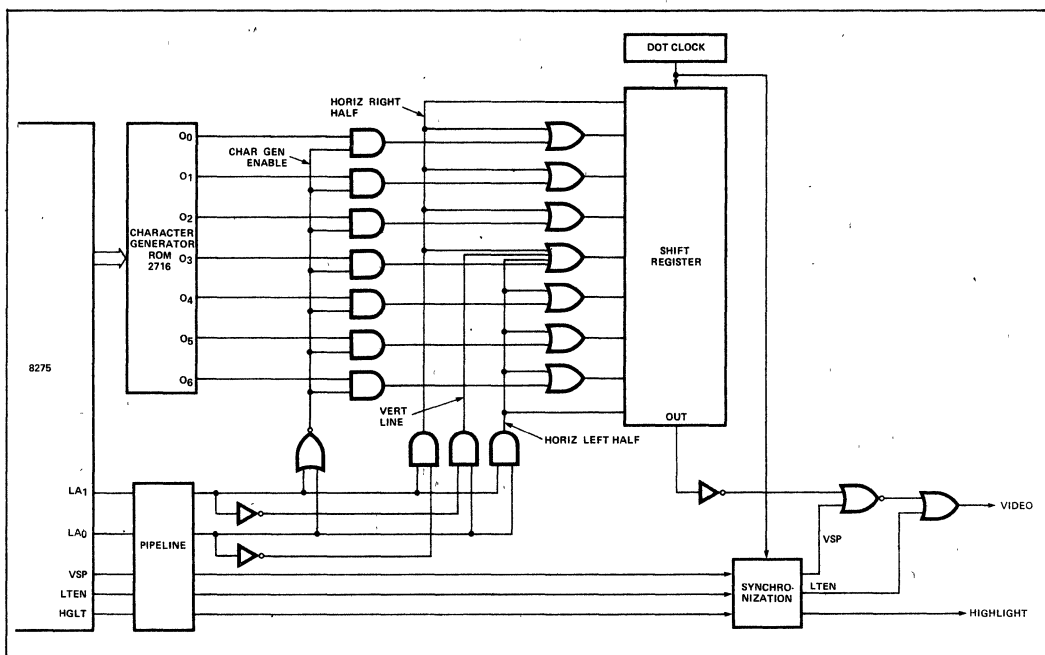 DOT CLOCK
HORIZ RIGHT
HALF
CHAR GEN
ENABLE
O0
O1
O2
O3
O4
O5
O6
CHARACTER
GENERATOR
ROM
2716
SHIFT
REGISTER
8275
VERT
LINE
HORIZ LEFT HALF
OUT
LA1
LA0
VSP
LTEN
HGLT
PIPELINE
VSP
LTEN
SYNCHRO-
NIZATION
VIDEO
HIGHLIGHT